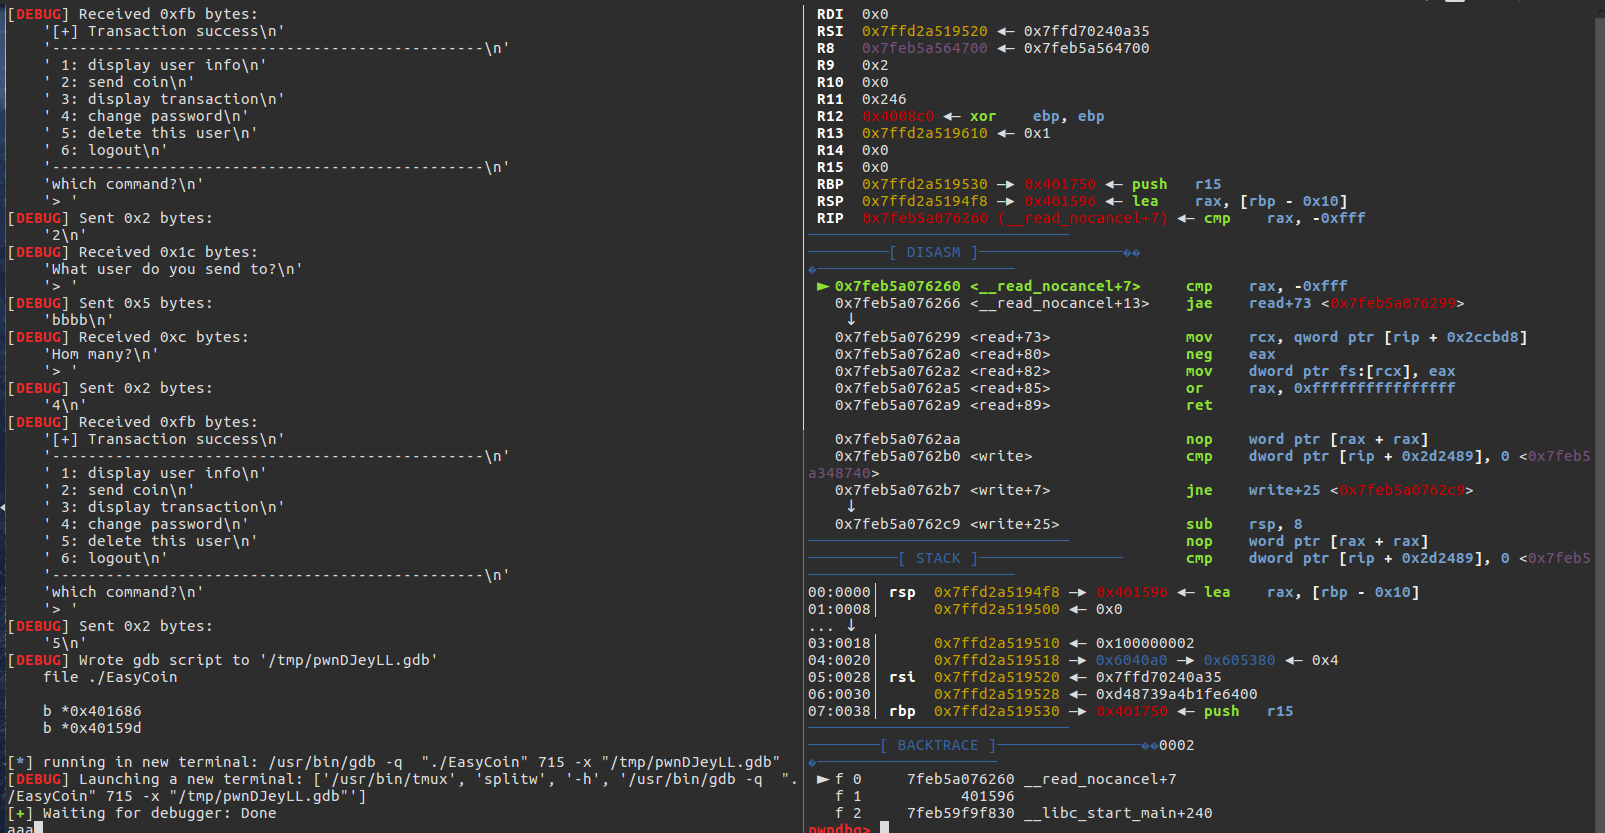 [DEBUG] Received 0xfb bytes:
    '[+] Transaction success\n'
    '------------------------------------------------\n'
    ' 1: display user info\n'
    ' 2: send coin\n'
    ' 3: display transaction\n'
    ' 4: change password\n'
    ' 5: delete this user\n'
    ' 6: logout\n'
    '------------------------------------------------\n'
    'which command?\n'
    '> '
[DEBUG] Sent 0x2 bytes:
    '2\n'
[DEBUG] Received 0x1c bytes:
    'What user do you send to?\n'
    '> '
[DEBUG] Sent 0x5 bytes:
    'bbbb\n'
[DEBUG] Received 0xc bytes:
    'Hom many?\n'
    '> '
[DEBUG] Sent 0x2 bytes:
    '4\n'
[DEBUG] Received 0xfb bytes:
    '[+] Transaction success\n'
    '------------------------------------------------\n'
    ' 1: display user info\n'
    ' 2: send coin\n'
    ' 3: display transaction\n'
    ' 4: change password\n'
    ' 5: delete this user\n'
    ' 6: logout\n'
    '------------------------------------------------\n'
    'which command?\n'
    '> '
[DEBUG] Sent 0x2 bytes:
    '5\n'
[DEBUG] Wrote gdb script to '/tmp/pwnDJeyLL.gdb'
    file ./EasyCoin
    b *0x401686
    b *0x40159d
[*] running in new terminal: /usr/bin/gdb -q  "./EasyCoin" 715 -x "/tmp/pwnDJeyLL.gdb"
[DEBUG] Launching a new terminal: ['/usr/bin/tmux', 'splitw', '-h', '/usr/bin/gdb -q  ".
/EasyCoin" 715 -x "/tmp/pwnDJeyLL.gdb"']
[+] Waiting for debugger: Done
aaa
RDI  0x0
RSI  0x7ffd2a519520 ◂— 0x7ffd70240a35
R8   0x7feb5a564700 ◂— 0x7feb5a564700
R9   0x2
R10  0x0
R11  0x246
R12  0x4008c0 ◂— xor    ebp, ebp
R13  0x7ffd2a519610 ◂— 0x1
R14  0x0
R15  0x0
RBP  0x7ffd2a519530 —▸ 0x401750 ◂— push   r15
RSP  0x7ffd2a5194f8 —▸ 0x401596 ◂— lea    rax, [rbp - 0x10]
RIP  0x7feb5a076260 (__read_nocancel+7) ◂— cmp    rax, -0xfff
[ DISASM ]
► 0x7feb5a076260 <__read_nocancel+7>    cmp    rax, -0xfff
0x7feb5a076266 <__read_nocancel+13>   jae    read+73 <0x7feb5a076299>
↓
0x7feb5a076299 <read+73>              mov    rcx, qword ptr [rip + 0x2ccbd8]
0x7feb5a0762a0 <read+80>              neg    eax
0x7feb5a0762a2 <read+82>              mov    dword ptr fs:[rcx], eax
0x7feb5a0762a5 <read+85>              or     rax, 0xffffffffffffffff
0x7feb5a0762a9 <read+89>              ret
0x7feb5a0762aa                        nop    word ptr [rax + rax]
0x7feb5a0762b0 <write>                cmp    dword ptr [rip + 0x2d2489], 0 <0x7feb5
a348740>
0x7feb5a0762b7 <write+7>              jne    write+25 <0x7feb5a0762c9>
↓
0x7feb5a0762c9 <write+25>             sub    rsp, 8
nop    word ptr [rax + rax]
[ STACK ] cmp    dword ptr [rip + 0x2d2489], 0 <0x7feb5
00:0000│ rsp  0x7ffd2a5194f8 —▸ 0x401596 ◂— lea    rax, [rbp - 0x10]
01:0008│      0x7ffd2a519500 ◂— 0x0
... ↓
03:0018│      0x7ffd2a519510 ◂— 0x100000002
04:0020│      0x7ffd2a519518 —▸ 0x6040a0 —▸ 0x605380 ◂— 0x4
05:0028│ rsi  0x7ffd2a519520 ◂— 0x7ffd70240a35
06:0030│      0x7ffd2a519528 ◂— 0xd48739a4b1fe6400
07:0038│ rbp  0x7ffd2a519530 —▸ 0x401750 ◂— push   r15
[ BACKTRACE ] 0002
► f 0     7feb5a076260 __read_nocancel+7
f 1           401596
f 2     7feb59f9f830 __libc_start_main+240
pwndbg>